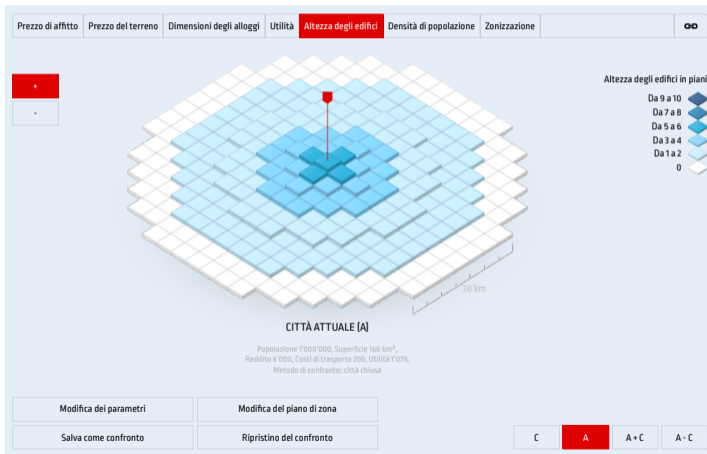 Prezzo di affitto Prezzo del terreno Dimensioni degli alloggi Utilità Altezza degli edifici Densità di popolazione Zonizzazione
+
-
Altezza degli edifici in piani
Da 9 a 10
Da 7 a 8
Da 5 a 6
Da 3 a 4
Da 1 a 2
0
7.0 km
CITTÀ ATTUALE (A)
Popolazione 1'000'000, Superficie 160 km²,
Reddito 6'000, Costi di trasporto 200, Utilità 1'079,
Metodo di confronto: città chiusa
Modifica dei parametri Modifica del piano di zona
Salva come confronto Ripristino del confronto C A A + C A - C